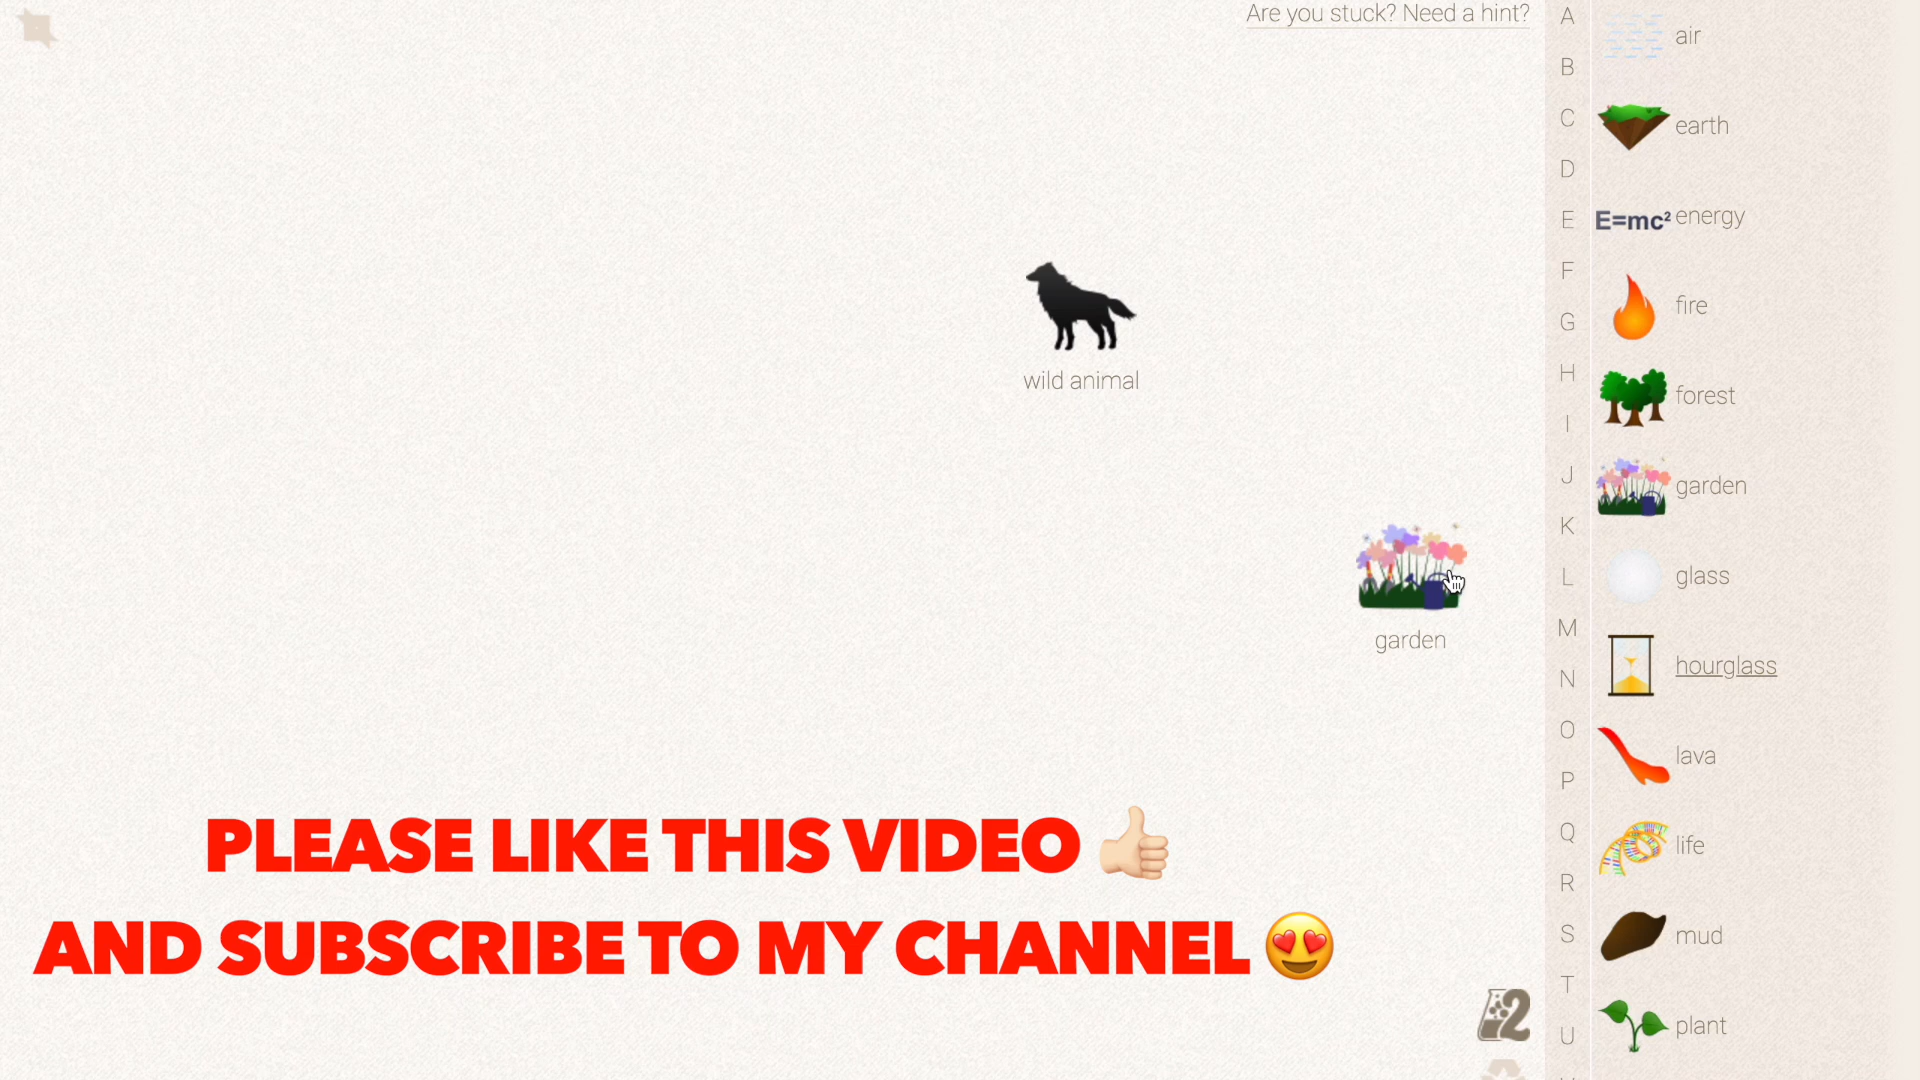 Are you stuck? Need a hint?
A
B
C
D
E
F
G
H
I
J
K
L
M
N
O
P
Q
R
S
T
U
air
earth
E=mc² energy
fire
forest
garden
glass
hourglass
lava
life
mud
plant
wild animal
garden
PLEASE LIKE THIS VIDEO 👍🏻
AND SUBSCRIBE TO MY CHANNEL 😍
2